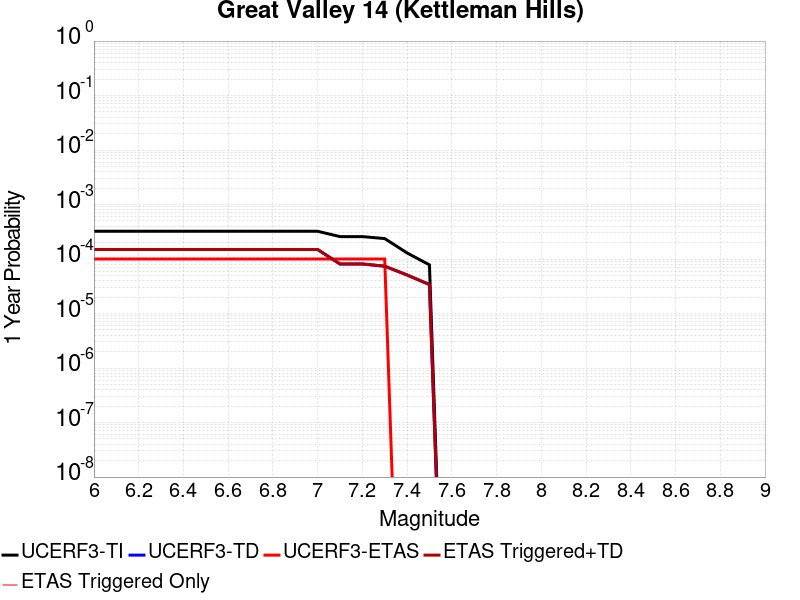 Great Valley 14 (Kettleman Hills)
10^0
10^-1
10^-2
10^-3
10^-4
10^-5
10^-6
10^-7
10^-8
1 Year Probability
6 6.2 6.4 6.6 6.8 7 7.2 7.4 7.6 7.8 8 8.2 8.4 8.6 8.8 9
Magnitude
UCERF3-TI UCERF3-TD UCERF3-ETAS ETAS Triggered+TD
ETAS Triggered Only